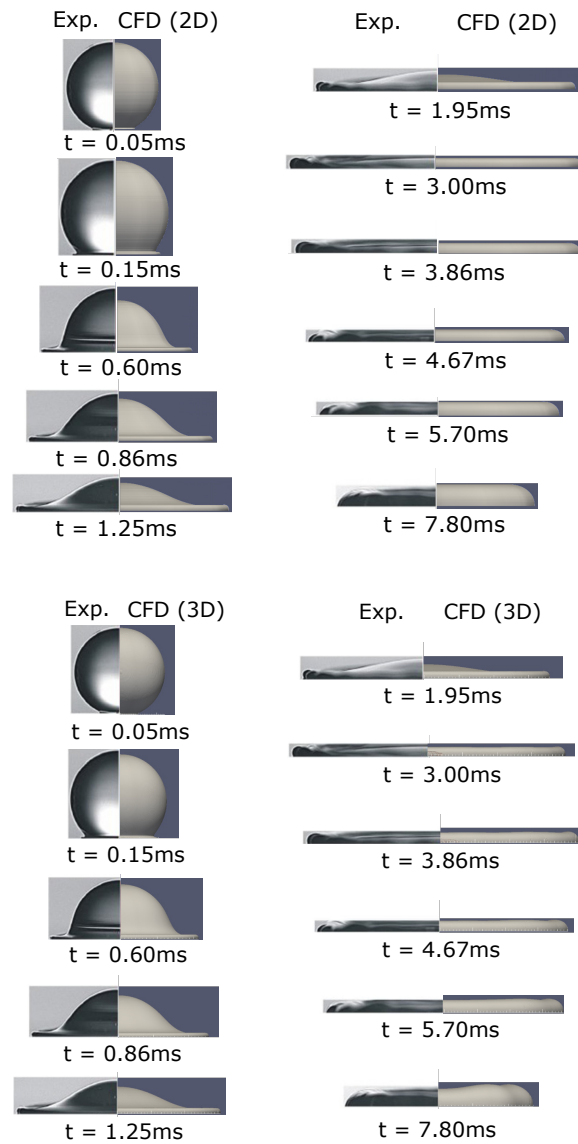 Exp. CFD (2D)
t = 0.05ms
t = 0.15ms
t = 0.60ms
t = 0.86ms
t = 1.25ms
Exp. CFD (2D)
t = 1.95ms
t = 3.00ms
t = 3.86ms
t = 4.67ms
t = 5.70ms
t = 7.80ms
Exp. CFD (3D)
t = 0.05ms
t = 0.15ms
t = 0.60ms
t = 0.86ms
t = 1.25ms
Exp. CFD (3D)
t = 1.95ms
t = 3.00ms
t = 3.86ms
t = 4.67ms
t = 5.70ms
t = 7.80ms